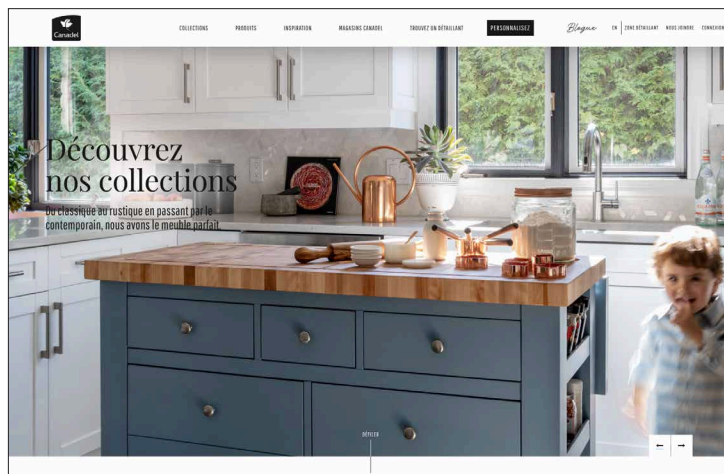 Canadel
COLLECTIONS
PRODUITS
INSPIRATION
MAGASINS CANADEL
TROUVEZ UN DÉTAILLANT
PERSONNALISEZ
Blogue
EN
ZONE DÉTAILLANT
NOUS JOINDRE
CONNEXION
Découvrez
nos collections
Du classique au rustique en passant par le
contemporain, nous avons le meuble parfait.
DÉFILER